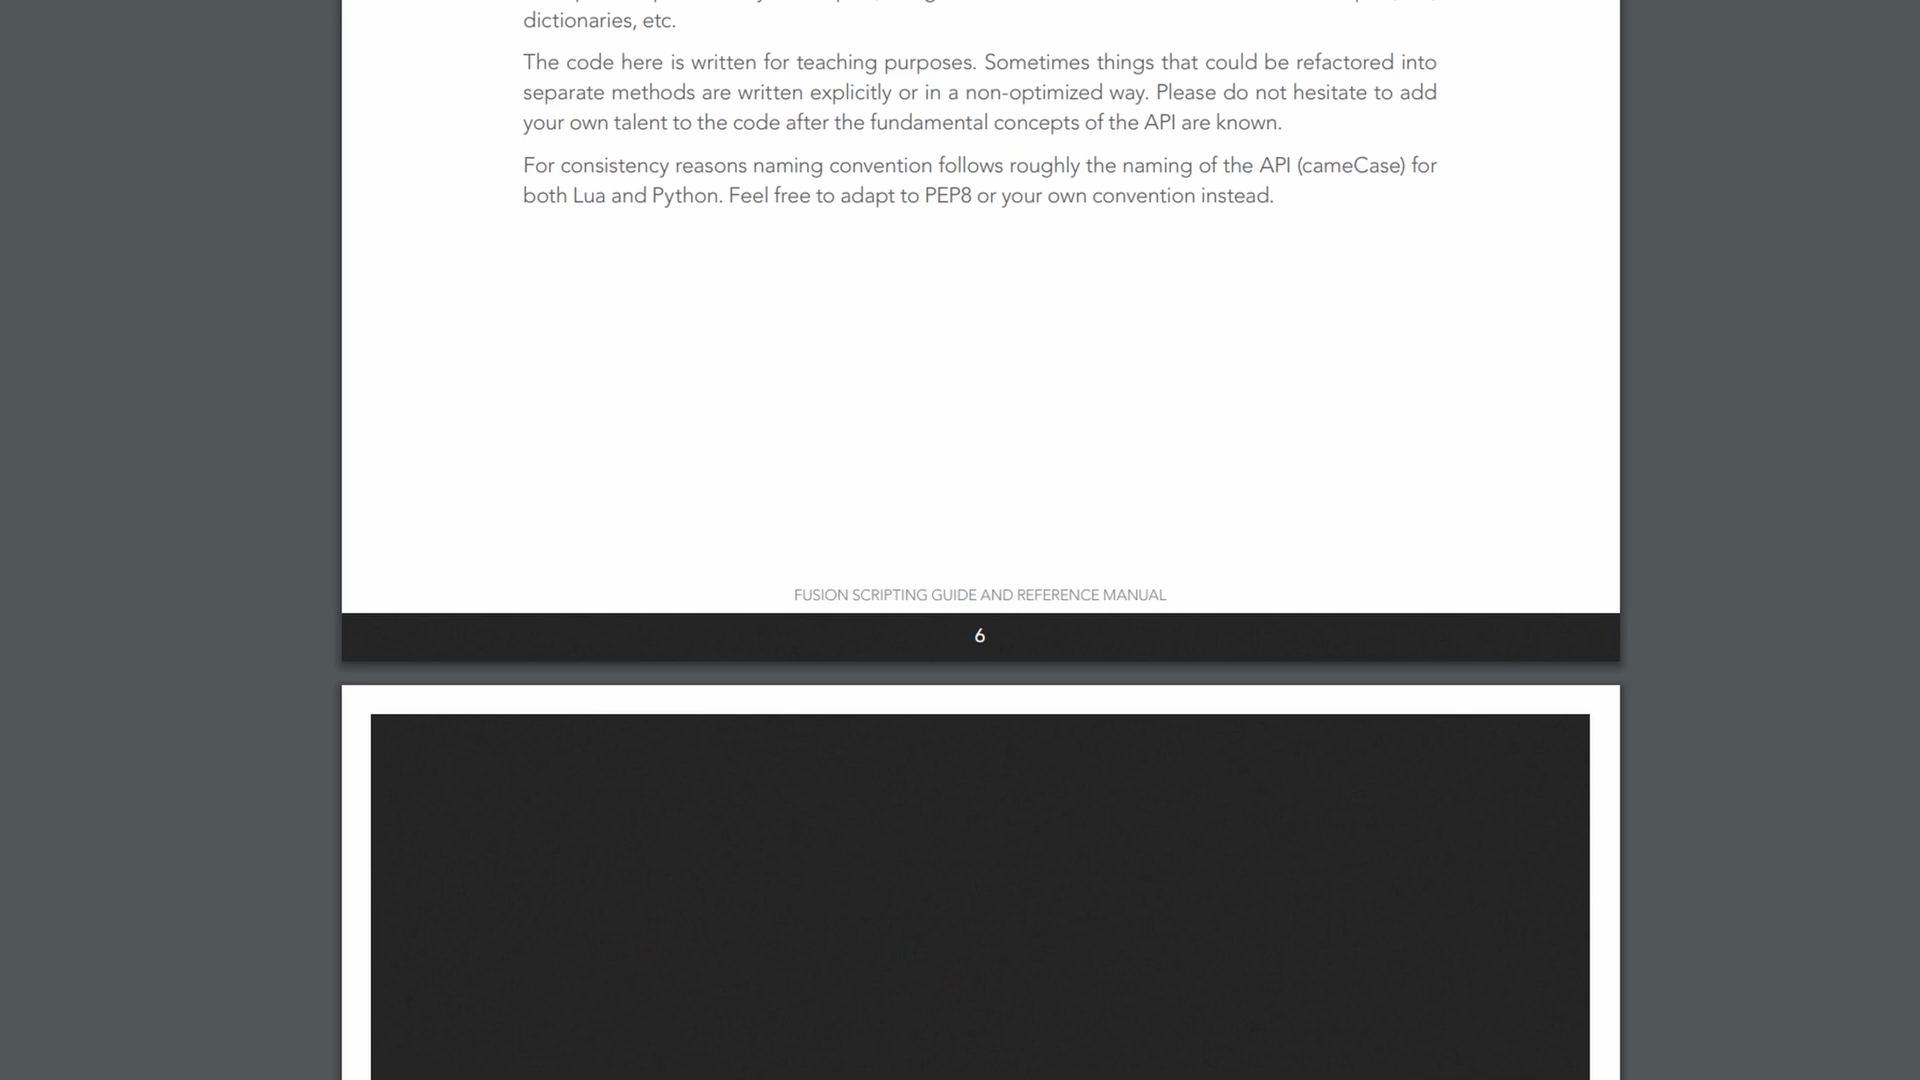 dictionaries, etc.
The code here is written for teaching purposes. Sometimes things that could be refactored into
separate methods are written explicitly or in a non-optimized way. Please do not hesitate to add
your own talent to the code after the fundamental concepts of the API are known.
For consistency reasons naming convention follows roughly the naming of the API (cameCase) for
both Lua and Python. Feel free to adapt to PEP8 or your own convention instead.
FUSION SCRIPTING GUIDE AND REFERENCE MANUAL
6